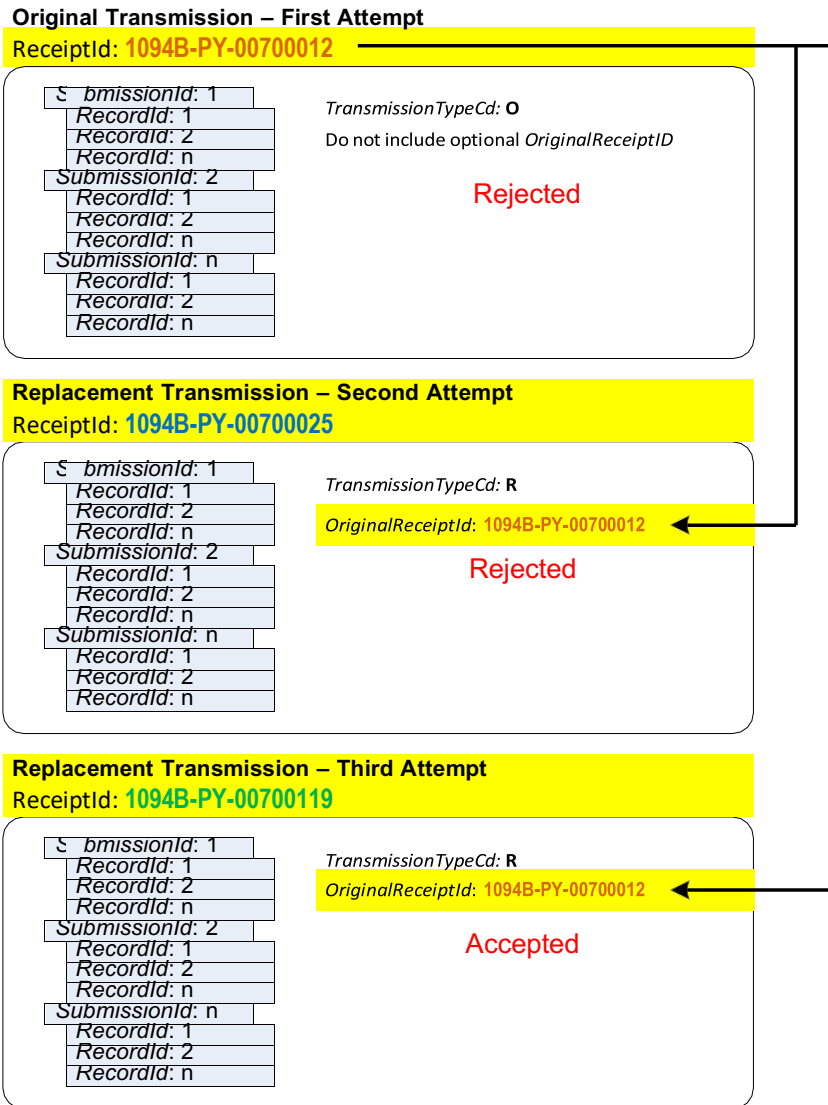 Original Transmission – First Attempt
ReceiptId: 1094B-PY-00700012
S bmissionId: 1
RecordId: 1
RecordId: 2
RecordId: n
SubmissionId: 2
RecordId: 1
RecordId: 2
RecordId: n
SubmissionId: n
RecordId: 1
RecordId: 2
RecordId: n
TransmissionTypeCd: O
Do not include optional OriginalReceiptID
Rejected
Replacement Transmission – Second Attempt
ReceiptId: 1094B-PY-00700025
S bmissionId: 1
RecordId: 1
RecordId: 2
RecordId: n
SubmissionId: 2
RecordId: 1
RecordId: 2
RecordId: n
SubmissionId: n
RecordId: 1
RecordId: 2
RecordId: n
TransmissionTypeCd: R
OriginalReceiptId: 1094B-PY-00700012
Rejected
Replacement Transmission – Third Attempt
ReceiptId: 1094B-PY-00700119
S bmissionId: 1
RecordId: 1
RecordId: 2
RecordId: n
SubmissionId: 2
RecordId: 1
RecordId: 2
RecordId: n
SubmissionId: n
RecordId: 1
RecordId: 2
RecordId: n
TransmissionTypeCd: R
OriginalReceiptId: 1094B-PY-00700012
Accepted